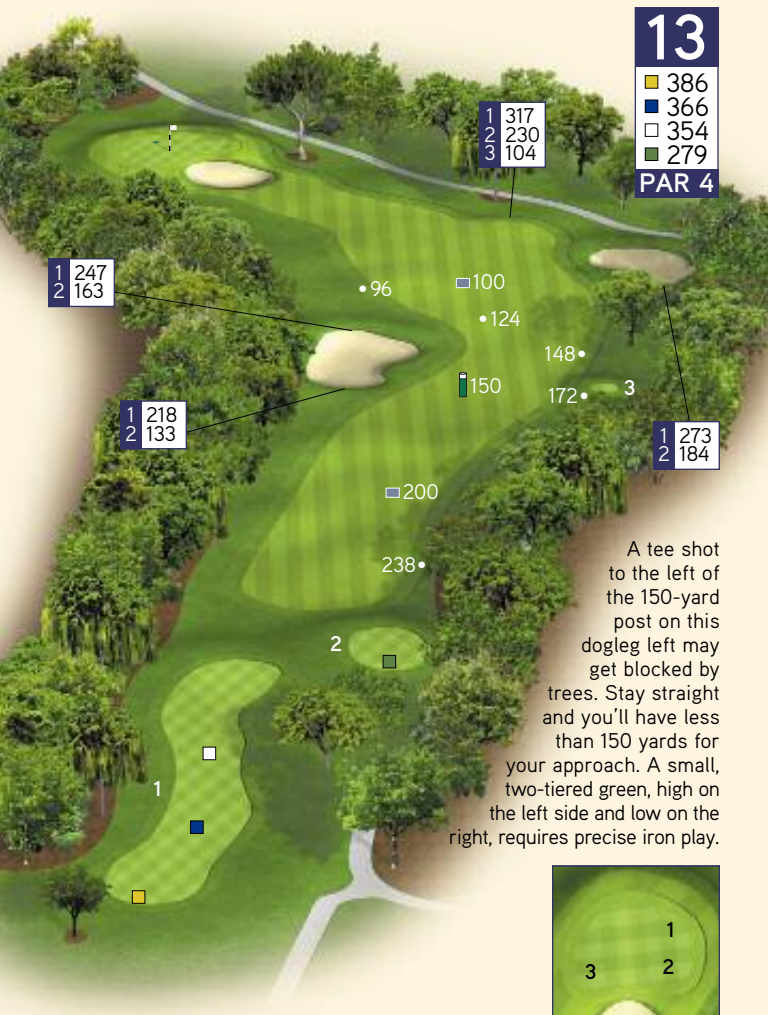 13
386
366
354
279
PAR 4
1 317
2 230
3 104
1 247
2 163
96
100
124
148
150
172
3
1 218
2 133
1 273
2 184
200
238
2
1
A tee shot
to the left of
the 150-yard
post on this
dogleg left may
get blocked by
trees. Stay straight
and you'll have less
than 150 yards for
your approach. A small,
two-tiered green, high on
the left side and low on the
right, requires precise iron play.
1
3
2